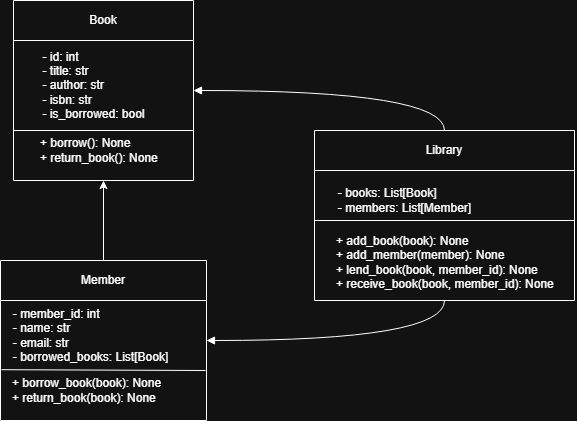 Book
- id: int
- title: str
- author: str
- isbn: str
- is_borrowed: bool
+ borrow(): None
+ return_book(): None
Library
- books: List[Book]
- members: List[Member]
+ add_book(book): None
+ add_member(member): None
+ lend_book(book, member_id): None
+ receive_book(book, member_id): None
Member
- member_id: int
- name: str
- email: str
- borrowed_books: List[Book]
+ borrow_book(book): None
+ return_book(book): None